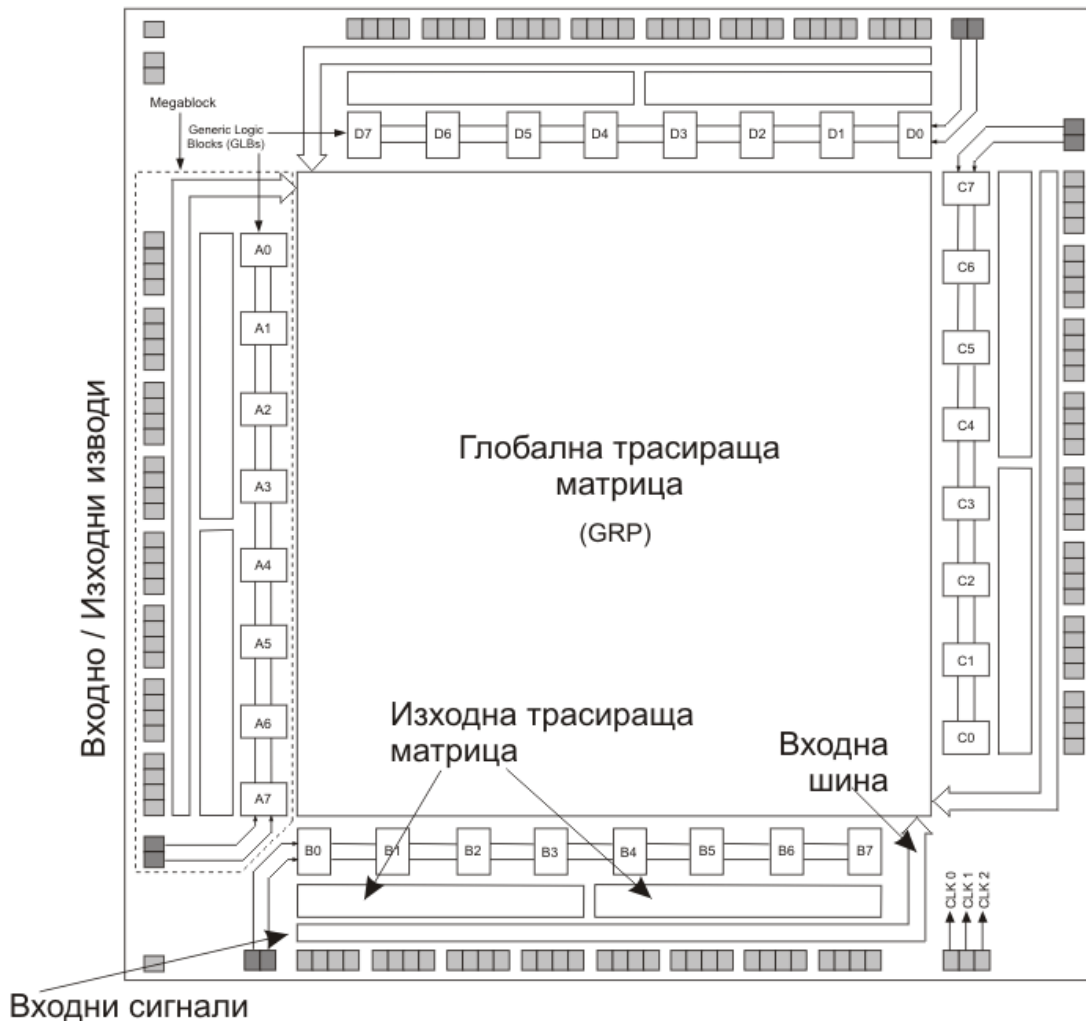 Megablock
Generic Logic
Blocks (GLBs)
D7 D6 D5 D4 D3 D2 D1 D0
C7
A0
C6
A1
C5
A2
C4
Входно / Изходни изводи
Глобална трасираща
матрица
(GRP)
A3
C3
A4
C2
A5
C1
A6
C0
A7
Изходна трасираща
матрица
Входна
шина
B0 B1 B2 B3 B4 B5 B6 B7
CLK 0
CLK 1
CLK 2
Входни сигнали